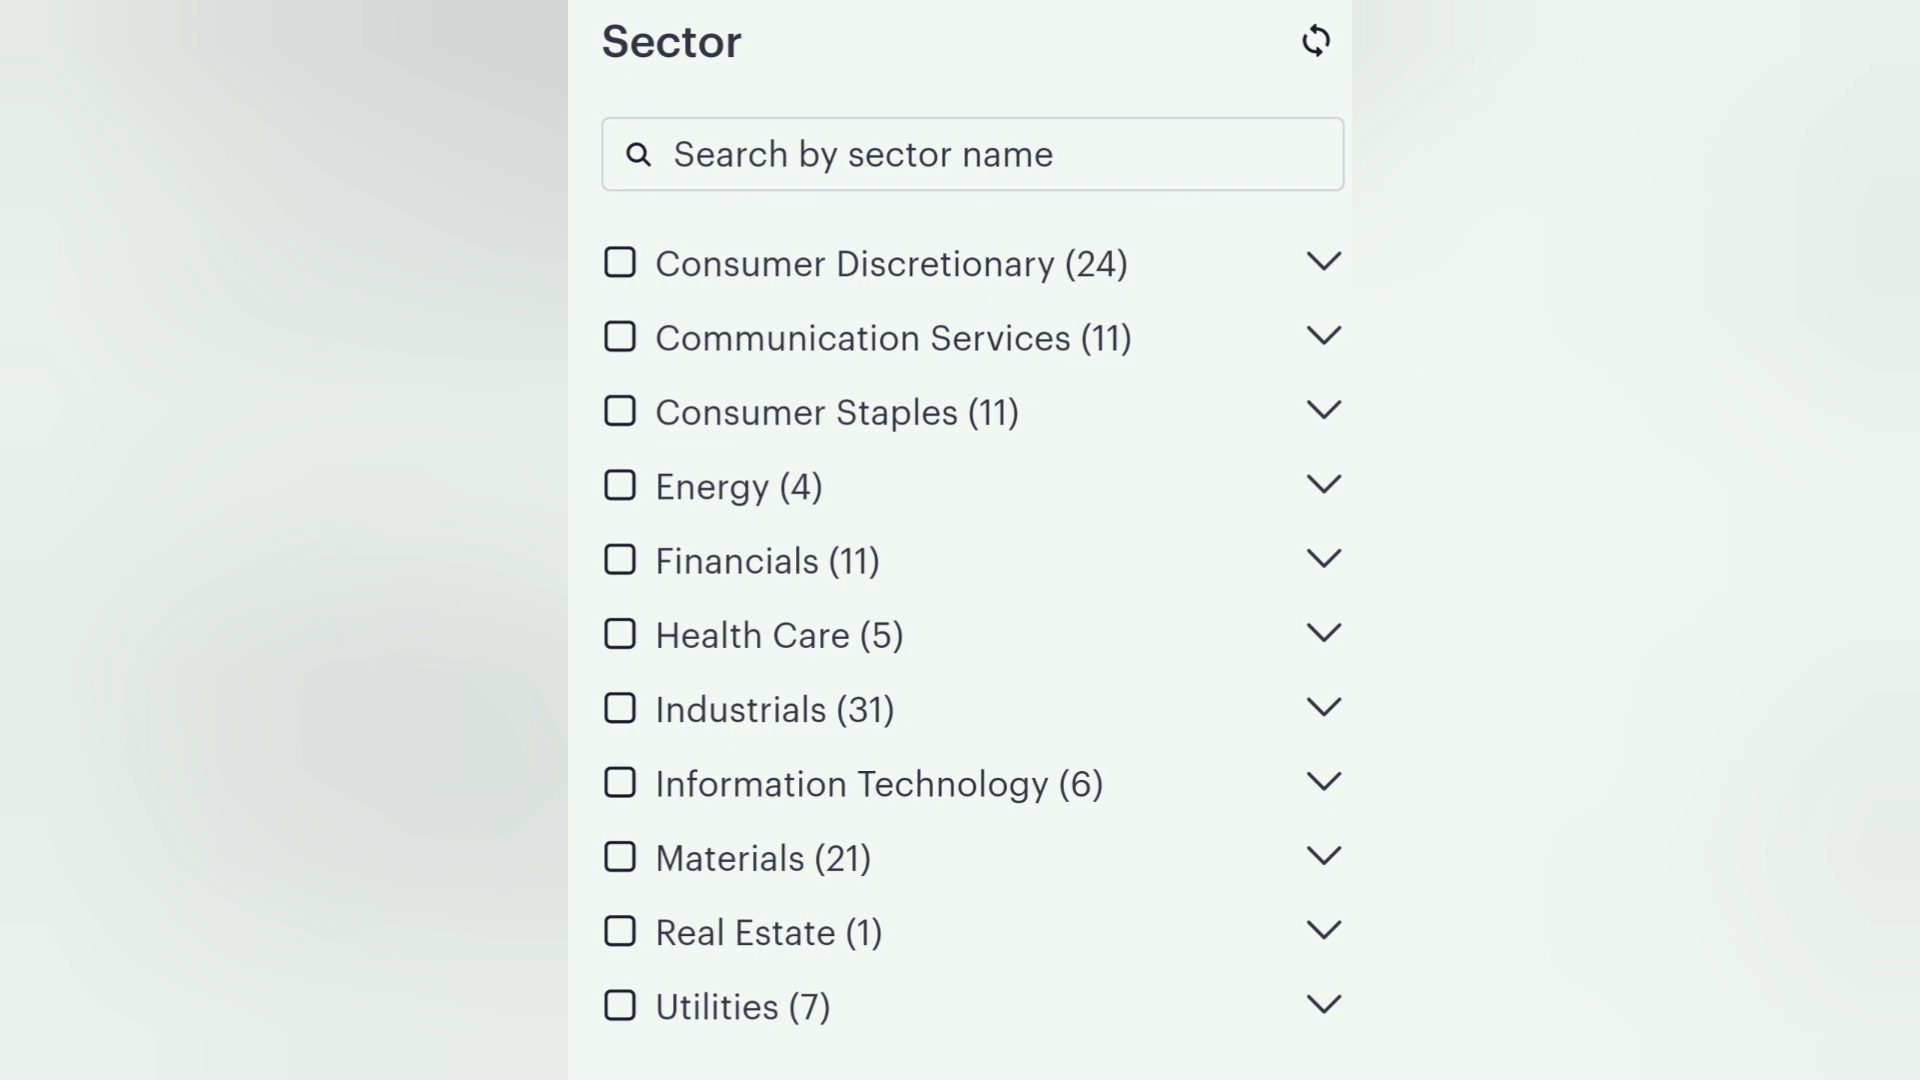 Sector
Search by sector name
Consumer Discretionary (24)
Communication Services (11)
Consumer Staples (11)
Energy (4)
Financials (11)
Health Care (5)
Industrials (31)
Information Technology (6)
Materials (21)
Real Estate (1)
Utilities (7)